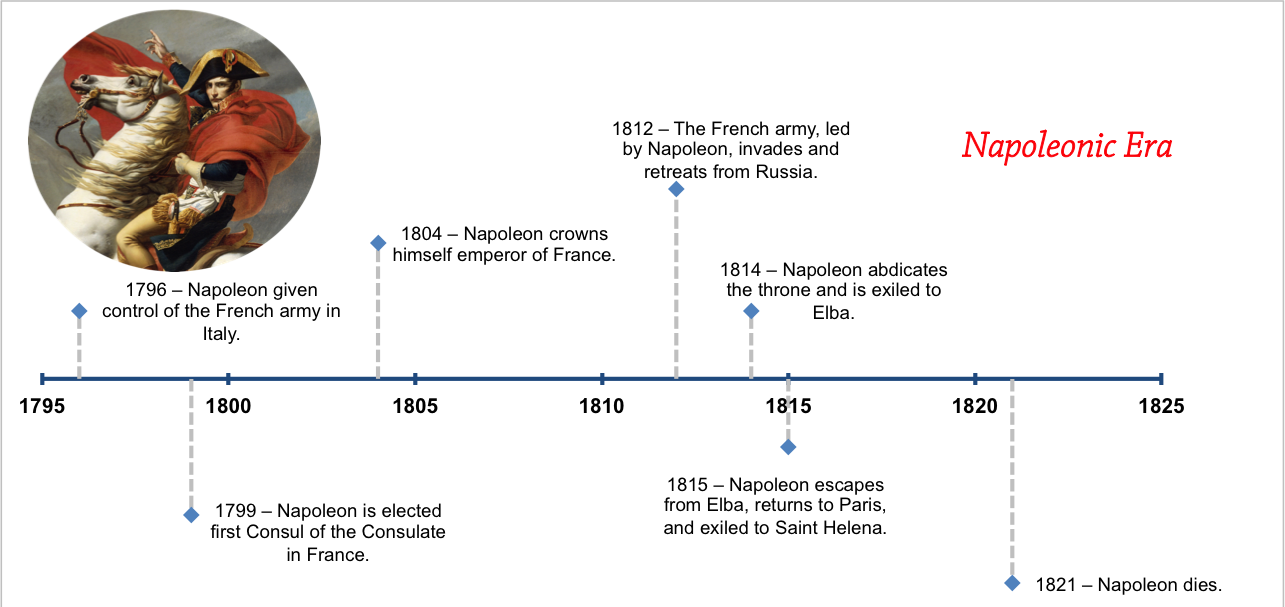 Napoleonic Era
1812 – The French army, led
by Napoleon, invades and
retreats from Russia.
1804 – Napoleon crowns
himself emperor of France.
1814 – Napoleon abdicates
the throne and is exiled to
Elba.
1796 – Napoleon given
control of the French army in
Italy.
1795 1800 1805 1810 1815 1820 1825
1815 – Napoleon escapes
from Elba, returns to Paris,
and exiled to Saint Helena.
1799 – Napoleon is elected
first Consul of the Consulate
in France.
1821 – Napoleon dies.